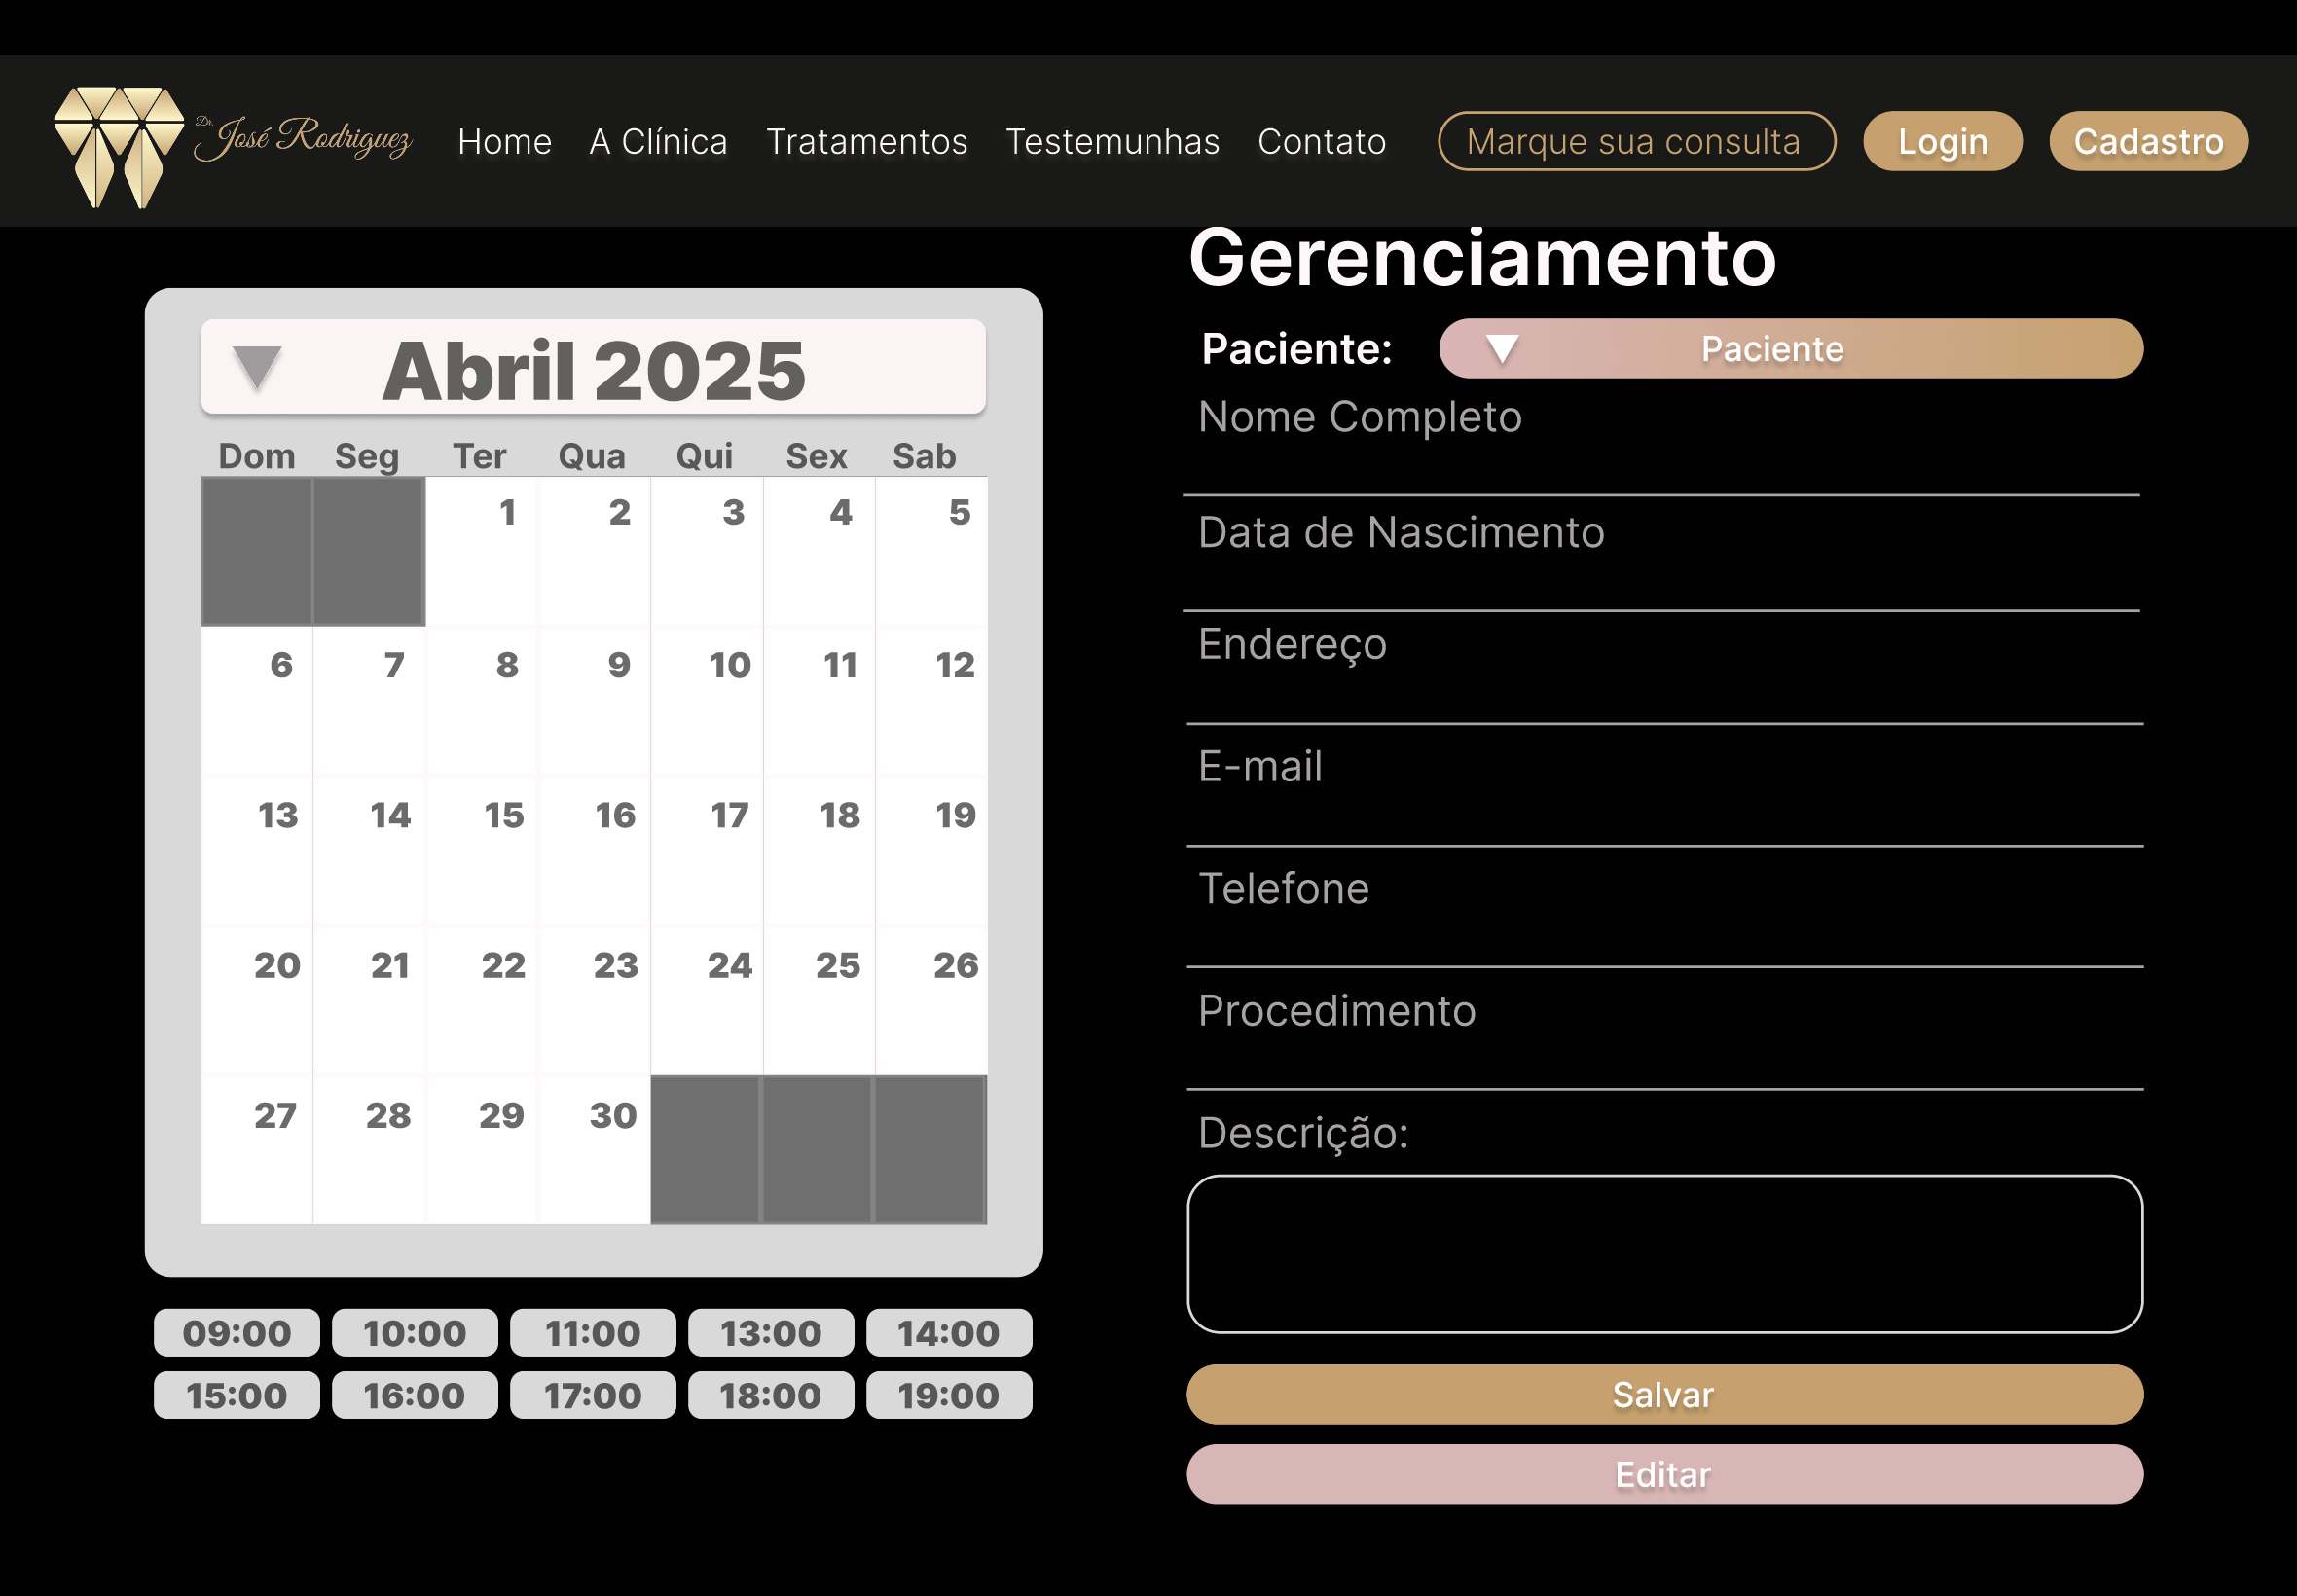 Dr. José Rodriguez
Home A Clínica Tratamentos Testemunhas Contato Marque sua consulta Login Cadastro
Abril 2025
Dom Seg Ter Qua Qui Sex Sab
1 2 3 4 5
6 7 8 9 10 11 12
13 14 15 16 17 18 19
20 21 22 23 24 25 26
27 28 29 30
09:00 10:00 11:00 13:00 14:00
15:00 16:00 17:00 18:00 19:00
Gerenciamento
Paciente: Paciente
Nome Completo
Data de Nascimento
Endereço
E-mail
Telefone
Procedimento
Descrição:
Salvar
Editar